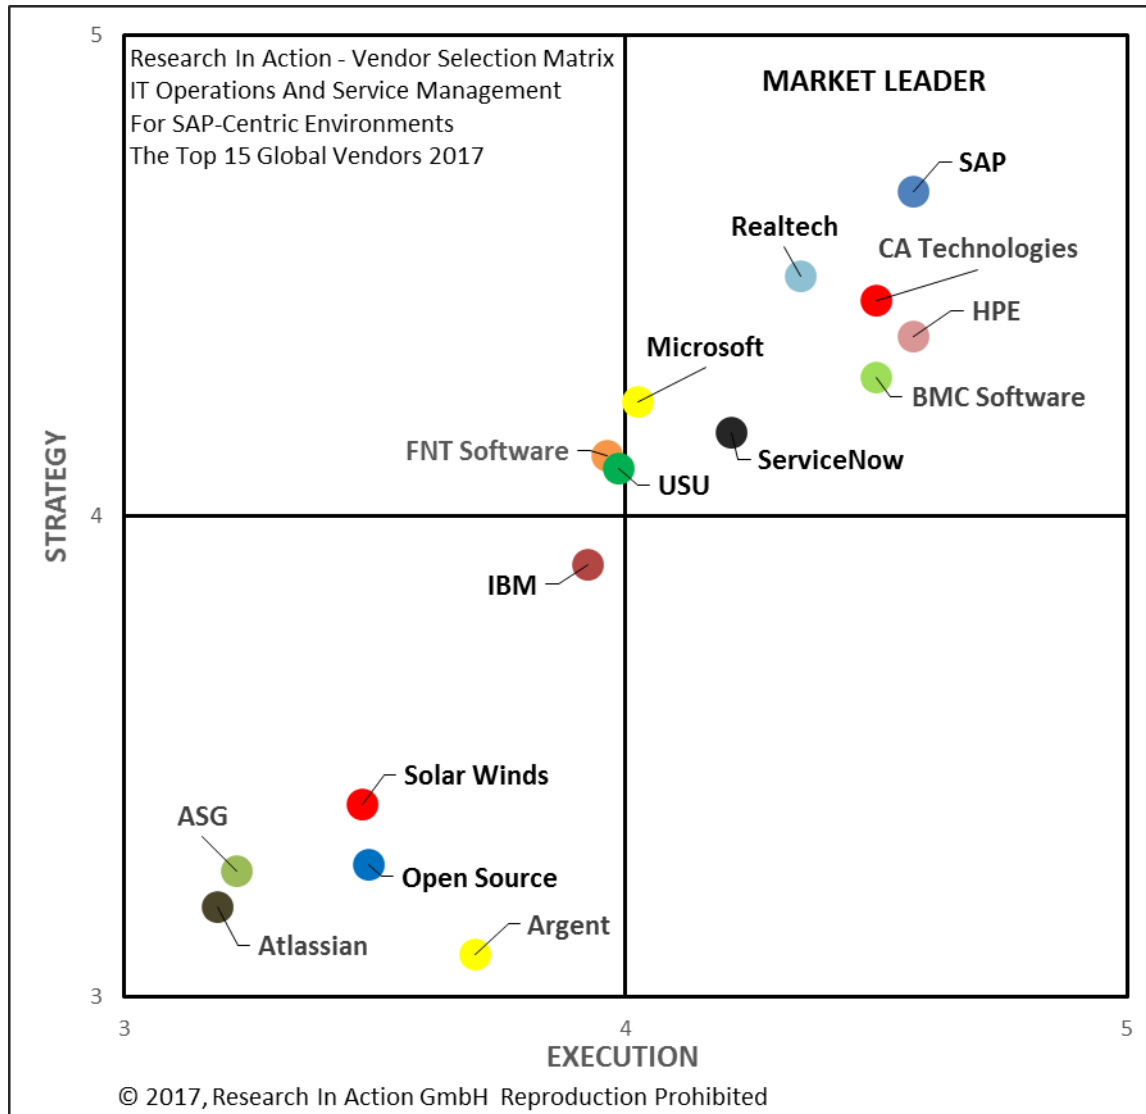 5
Research In Action - Vendor Selection Matrix
IT Operations And Service Management
For SAP-Centric Environments
The Top 15 Global Vendors 2017
MARKET LEADER
SAP
Realtech
CA Technologies
HPE
Microsoft
BMC Software
FNT Software
ServiceNow
USU
STRATEGY
4
IBM
Solar Winds
ASG
Open Source
Argent
Atlassian
3
3
4
5
EXECUTION
© 2017, Research In Action GmbH  Reproduction Prohibited